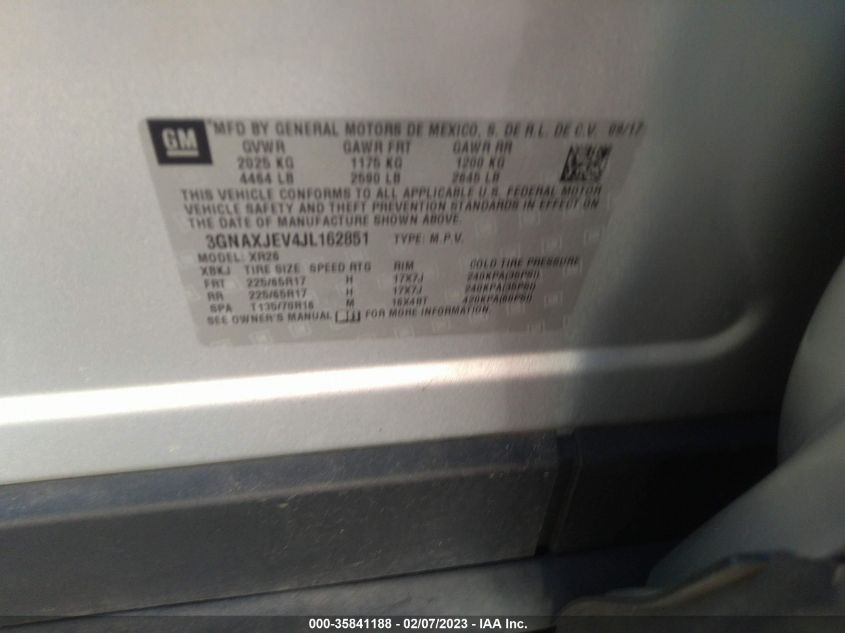 GM
MFD BY GENERAL MOTORS DE MEXICO, S. DE R.L. DE C.V. 09/17
GVWR GAWR FRT GAWR RR
2025 KG 1175 KG 1200 KG
4464 LB 2590 LB 2645 LB
THIS VEHICLE CONFORMS TO ALL APPLICABLE U.S. FEDERAL MOTOR
VEHICLE SAFETY AND THEFT PREVENTION STANDARDS IN EFFECT ON
THE DATE OF MANUFACTURE SHOWN ABOVE.
3GNAXJEV4JL162851 TYPE: M.P.V.
MODEL: XR26
XBKJ TIRE SIZE SPEED RTG RIM COLD TIRE PRESSURE
FRT 225/65R17 H 17X7J 240KPA(35PSI)
RR 225/65R17 H 17X7J 240KPA(35PSI)
SPA T135/70R16 M 16X4BT 420KPA(60PSI)
SEE OWNER'S MANUAL FOR MORE INFORMATION.
000-35841188 — 02/07/2023 — IAA Inc.